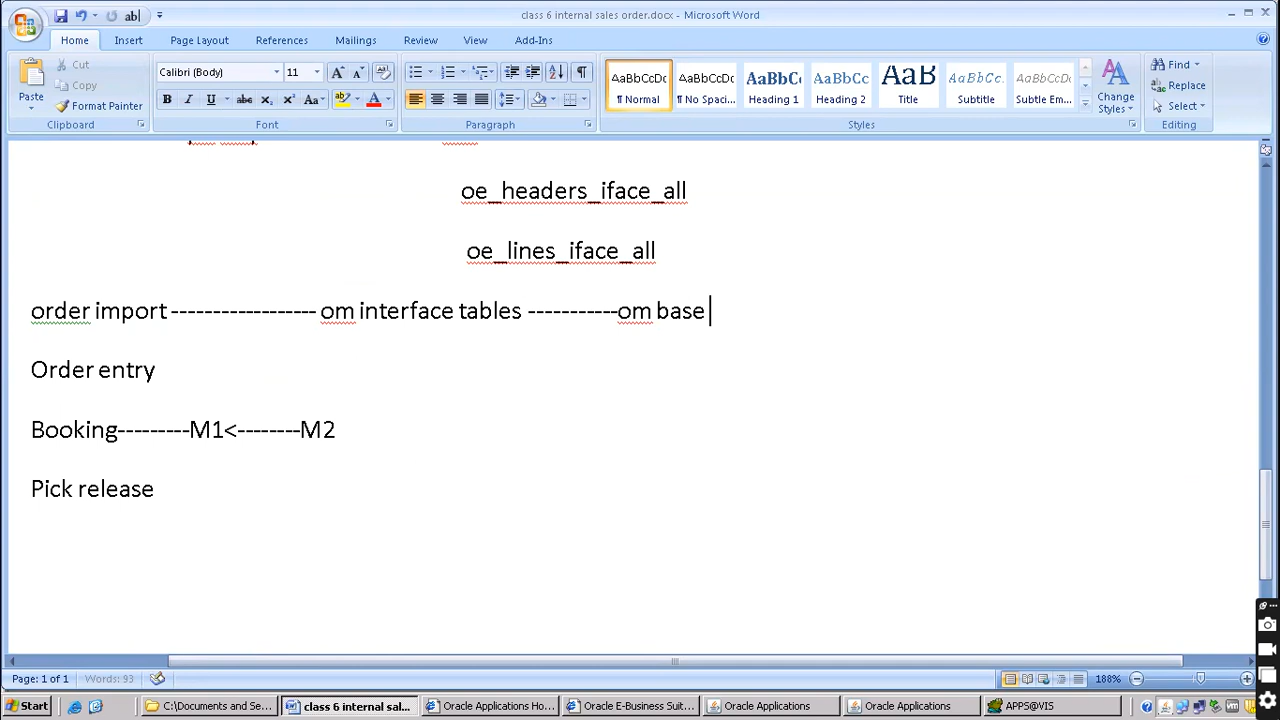 class 6 internal sales order.docx - Microsoft Word
Home Insert Page Layout References Mailings Review View Add-Ins
Paste
Cut
Copy
Format Painter
Clipboard
Calibri (Body) 11
B I U abc X₂ X² Aa
Font
Paragraph
AaBbCcDc AaBbCcDc AaBbC AaBbCc AaB AaBbCc. AaBbCcDc
¶ Normal ¶ No Spaci... Heading 1 Heading 2 Title Subtitle Subtle Em...
Change Styles
Styles
Find
Replace
Select
Editing
oe_headers_iface_all
oe_lines_iface_all
order import ----------------- om interface tables -----------om base
Order entry
Booking---------M1<--------M2
Pick release
Page: 1 of 1 Words: 93 188%
Start C:\Documents and Se... class 6 internal sal... Oracle Applications Ho... Oracle E-Business Suit... Oracle Applications Oracle Applications APPS@VIS